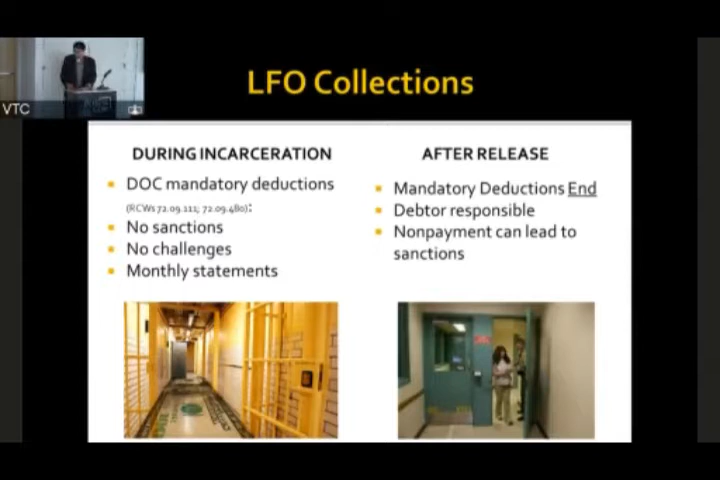 VTC
LFO Collections
DURING INCARCERATION
DOC mandatory deductions
(RCWs 72.09.111; 72.09.480):
No sanctions
No challenges
Monthly statements
AFTER RELEASE
Mandatory Deductions End
Debtor responsible
Nonpayment can lead to
sanctions